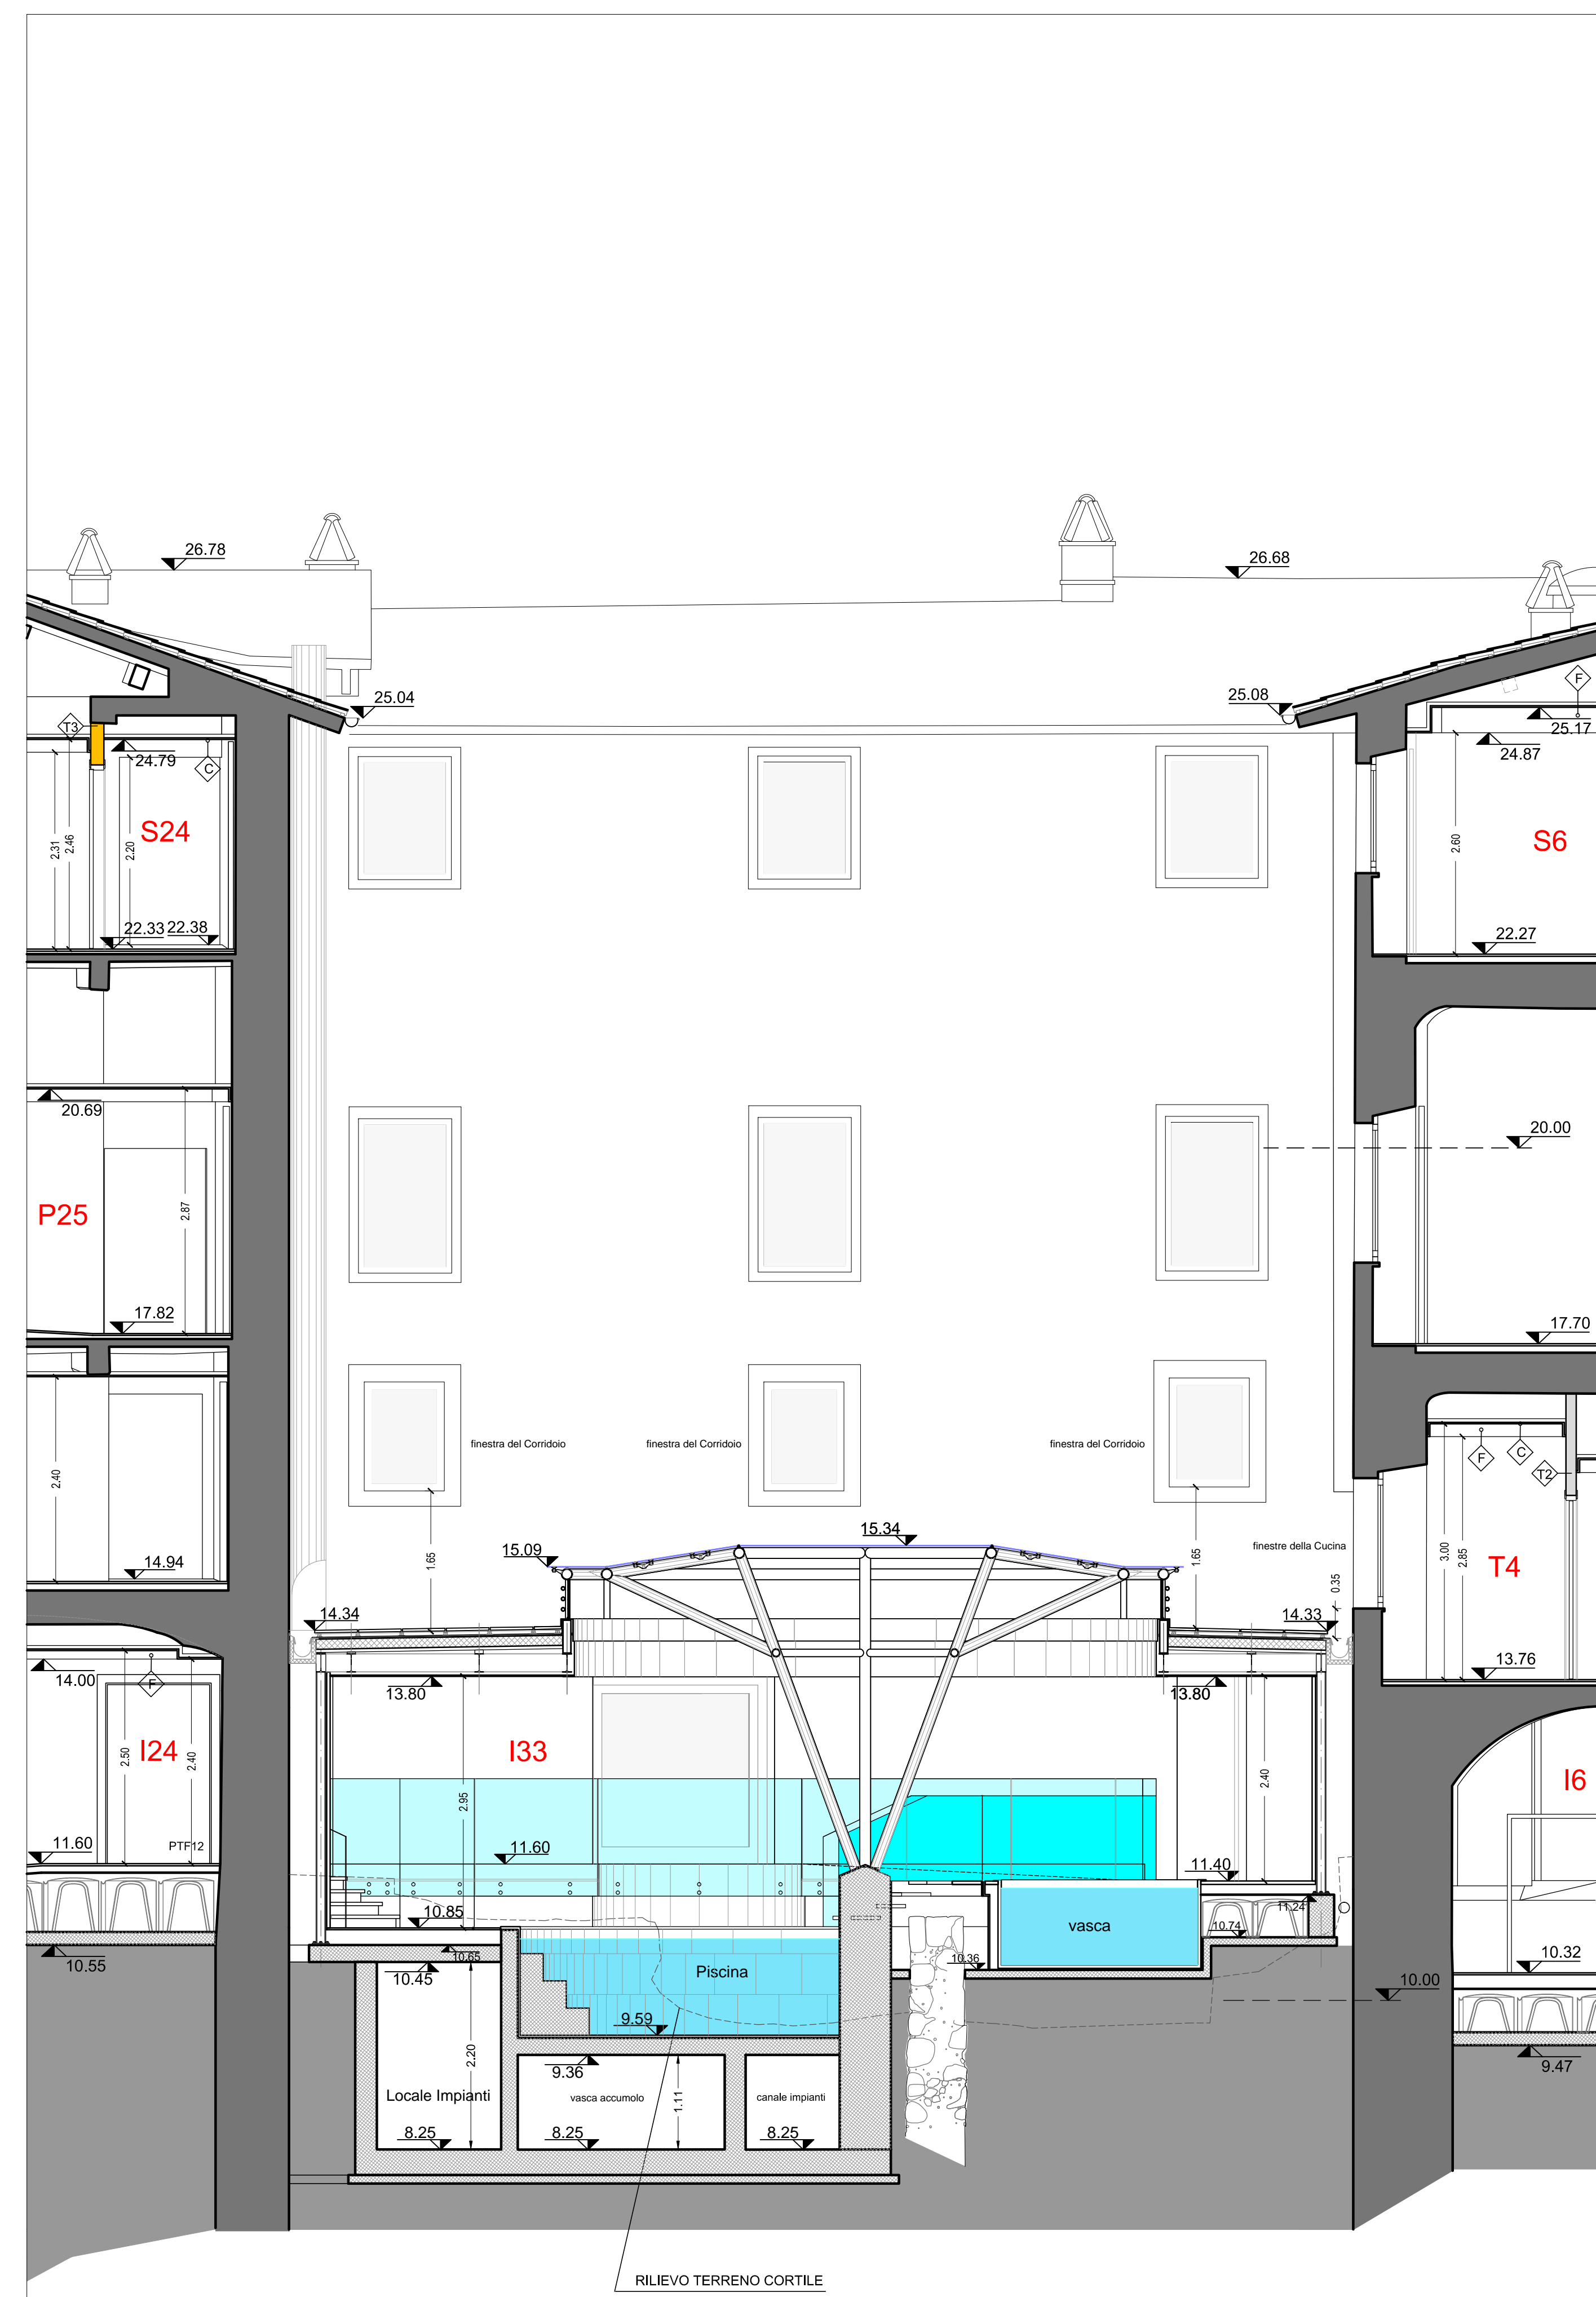 26.78
26.68
25.04
25.08
F
25.17
T3
24.79
C
24.87
2.31
2.46
2.20
S24
2.60
S6
22.33
22.38
22.27
20.69
20.00
P25
2.87
17.82
17.70
finestra del Corridoio
finestra del Corridoio
finestra del Corridoio
F
C
T2
2.40
15.34
15.09
1.65
1.65
finestre della Cucina
3.00
2.85
T4
14.94
0.35
14.34
14.33
14.00
F
13.80
13.80
13.76
2.50
I24
2.40
I33
2.95
2.40
I6
11.60
PTF12
11.60
11.40
10.85
11.24
vasca
10.74
10.55
10.65
10.45
Piscina
10.36
10.32
10.00
9.59
2.20
9.36
1.11
9.47
Locale Impianti
vasca accumolo
canale impianti
8.25
8.25
8.25
RILIEVO TERRENO CORTILE